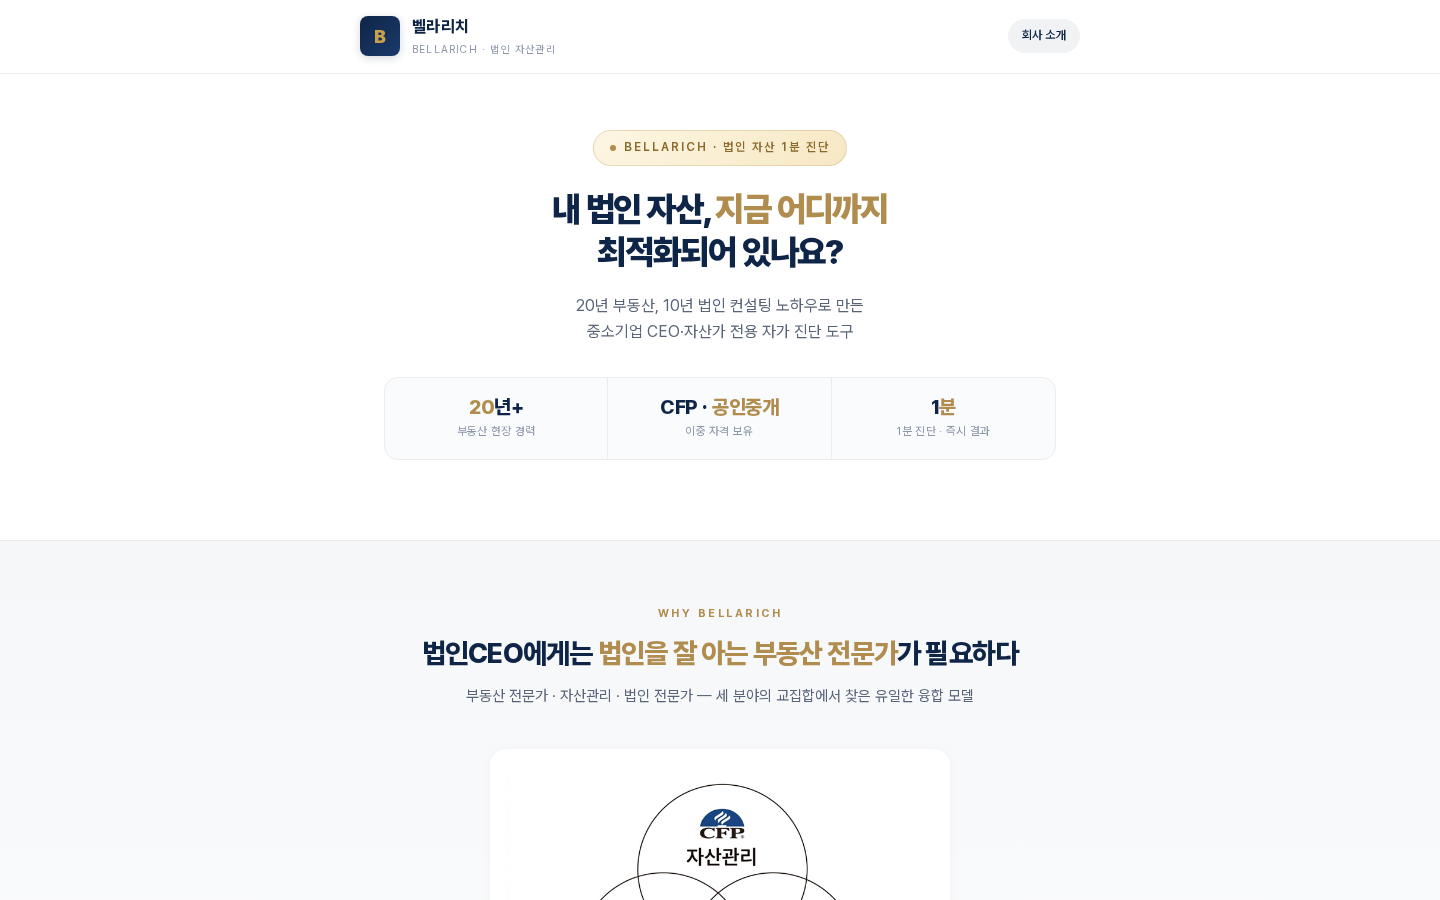 B
벨라리치
BELLARICH · 법인 자산관리
회사 소개
BELLARICH · 법인 자산 1분 진단
내 법인 자산, 지금 어디까지
최적화되어 있나요?
20년 부동산, 10년 법인 컨설팅 노하우로 만든
중소기업 CEO·자산가 전용 자가 진단 도구
20년+
부동산 현장 경력
CFP · 공인중개
이중 자격 보유
1분
1분 진단 · 즉시 결과
WHY BELLARICH
법인CEO에게는 법인을 잘 아는 부동산 전문가가 필요하다
부동산 전문가 · 자산관리 · 법인 전문가 — 세 분야의 교집합에서 찾은 유일한 융합 모델
CFP®
자산관리